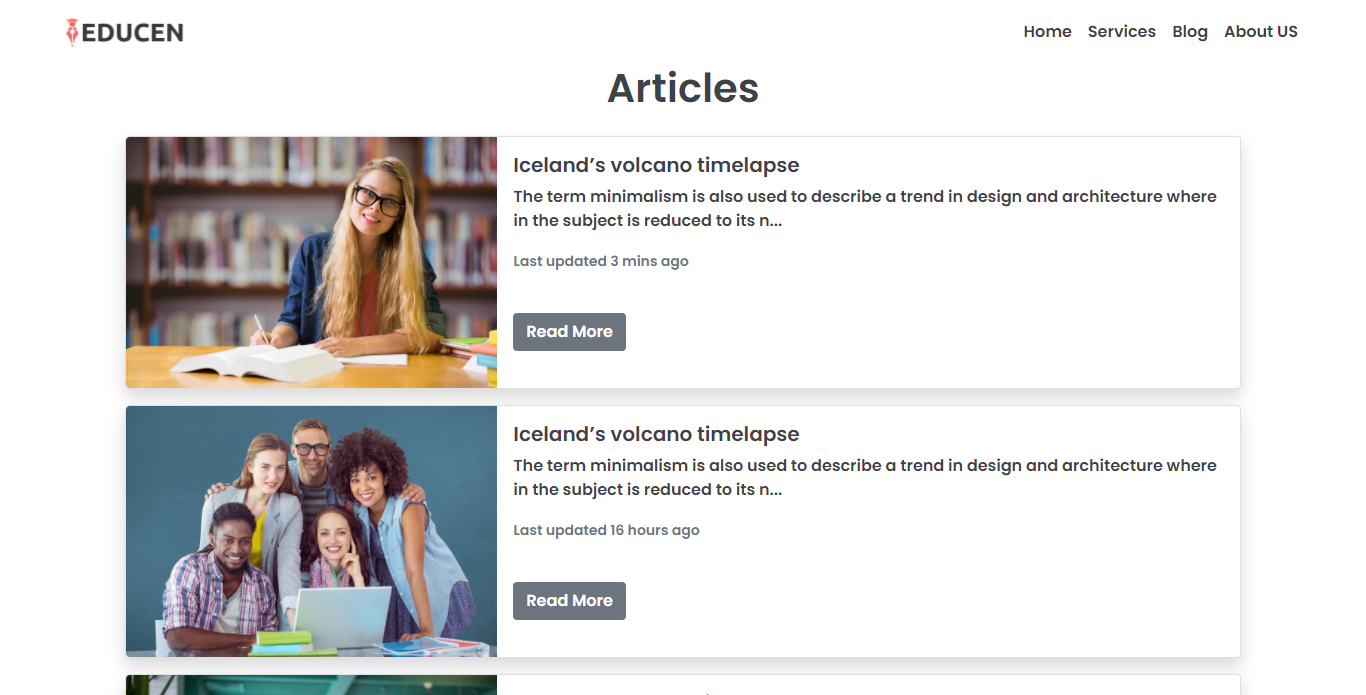 EDUCEN
Home Services Blog About US
Articles
Iceland’s volcano timelapse
The term minimalism is also used to describe a trend in design and architecture where
in the subject is reduced to its n...
Last updated 3 mins ago
Read More
Iceland’s volcano timelapse
The term minimalism is also used to describe a trend in design and architecture where
in the subject is reduced to its n...
Last updated 16 hours ago
Read More